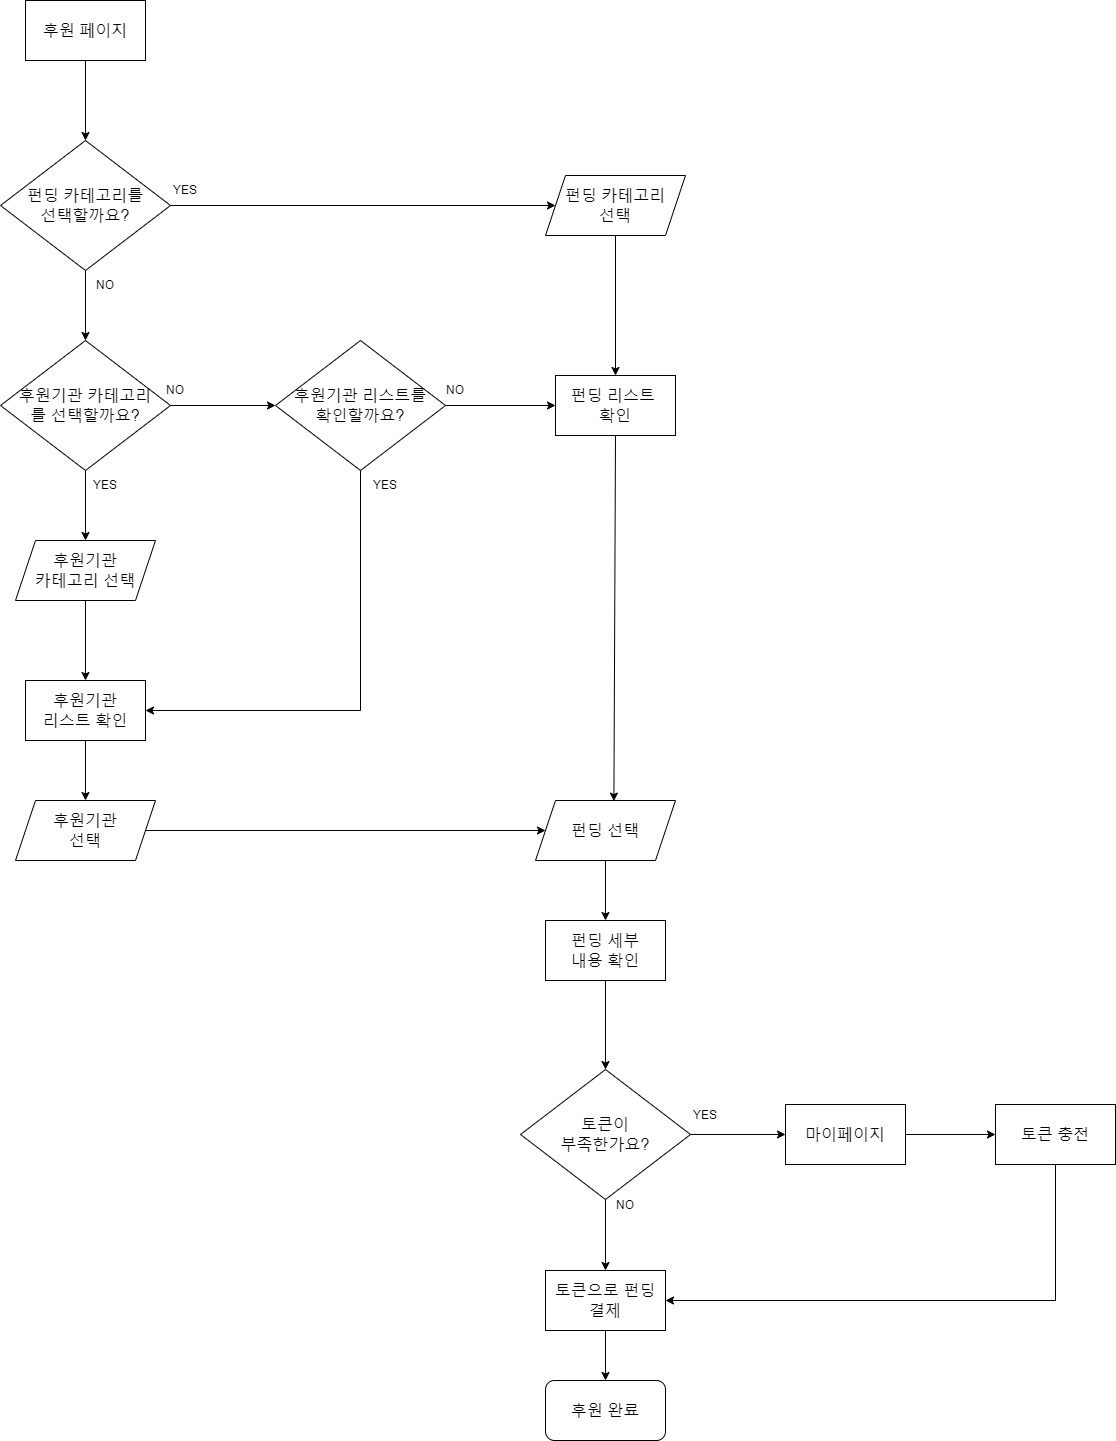 후원 페이지
펀딩 카테고리를
선택할까요?
YES
펀딩 카테고리
선택
NO
후원기관 카테고리
를 선택할까요?
NO
후원기관 리스트를
확인할까요?
NO
펀딩 리스트
확인
YES
YES
후원기관
카테고리 선택
후원기관
리스트 확인
후원기관
선택
펀딩 선택
펀딩 세부
내용 확인
토큰이
부족한가요?
YES
마이페이지
토큰 충전
NO
토큰으로 펀딩
결제
후원 완료